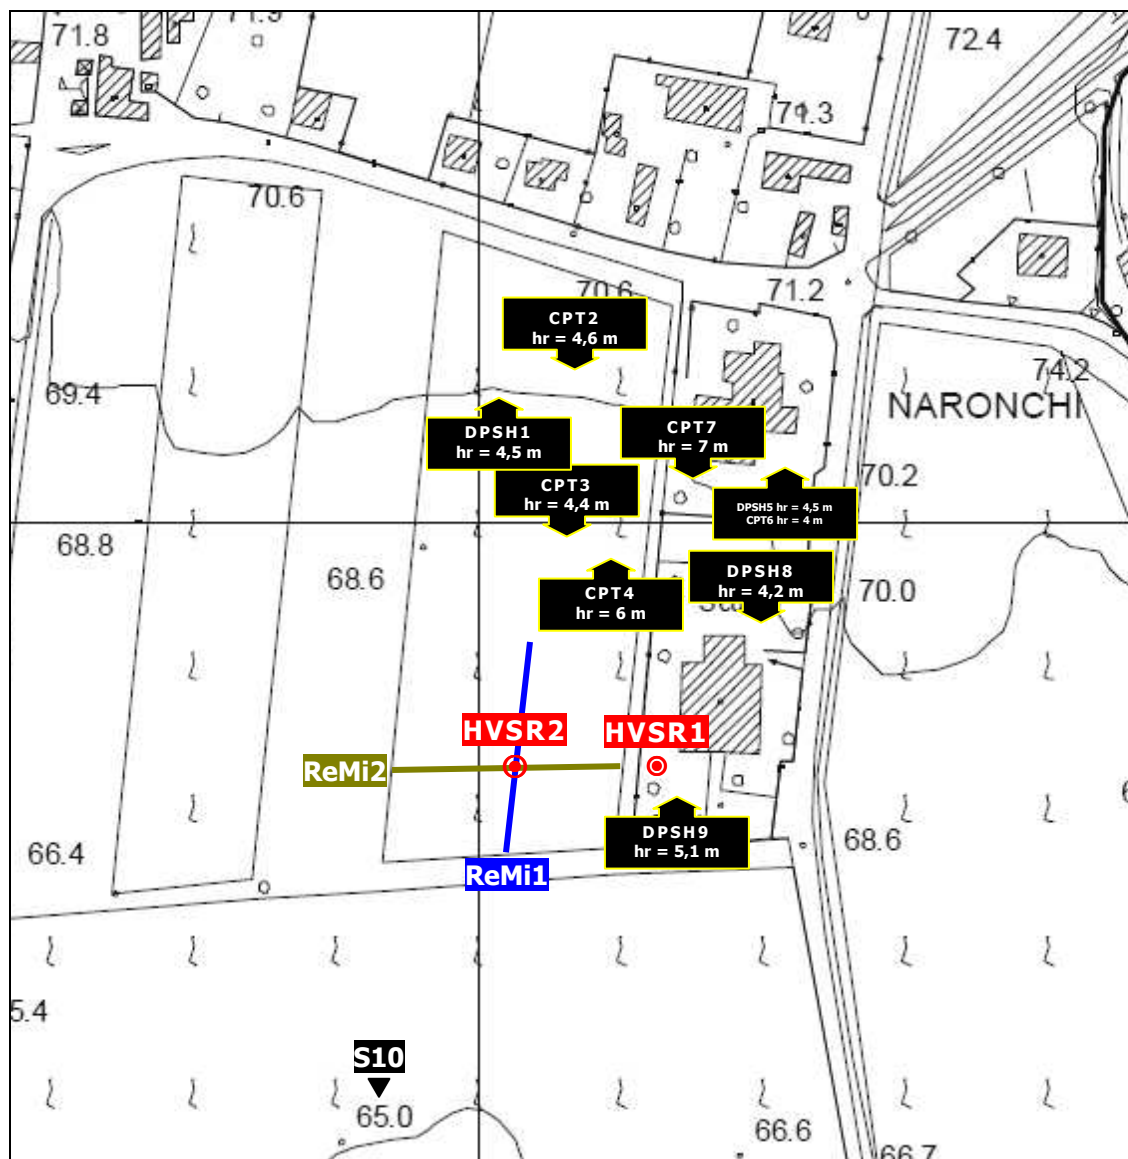 71.8
71.9
72.4
71.3
70.6
70.6
71.2
CPT2
hr = 4,6 m
74.2
69.4
NARONCHI
DPSH1
hr = 4,5 m
CPT7
hr = 7 m
CPT3
hr = 4,4 m
70.2
DPSH5 hr = 4,5 m
CPT6 hr = 4 m
68.8
68.6
DPSH8
hr = 4,2 m
70.0
CPT4
hr = 6 m
HVSR2
HVSR1
ReMi2
DPSH9
hr = 5,1 m
68.6
66.4
ReMi1
5.4
S10
65.0
66.6
66.7